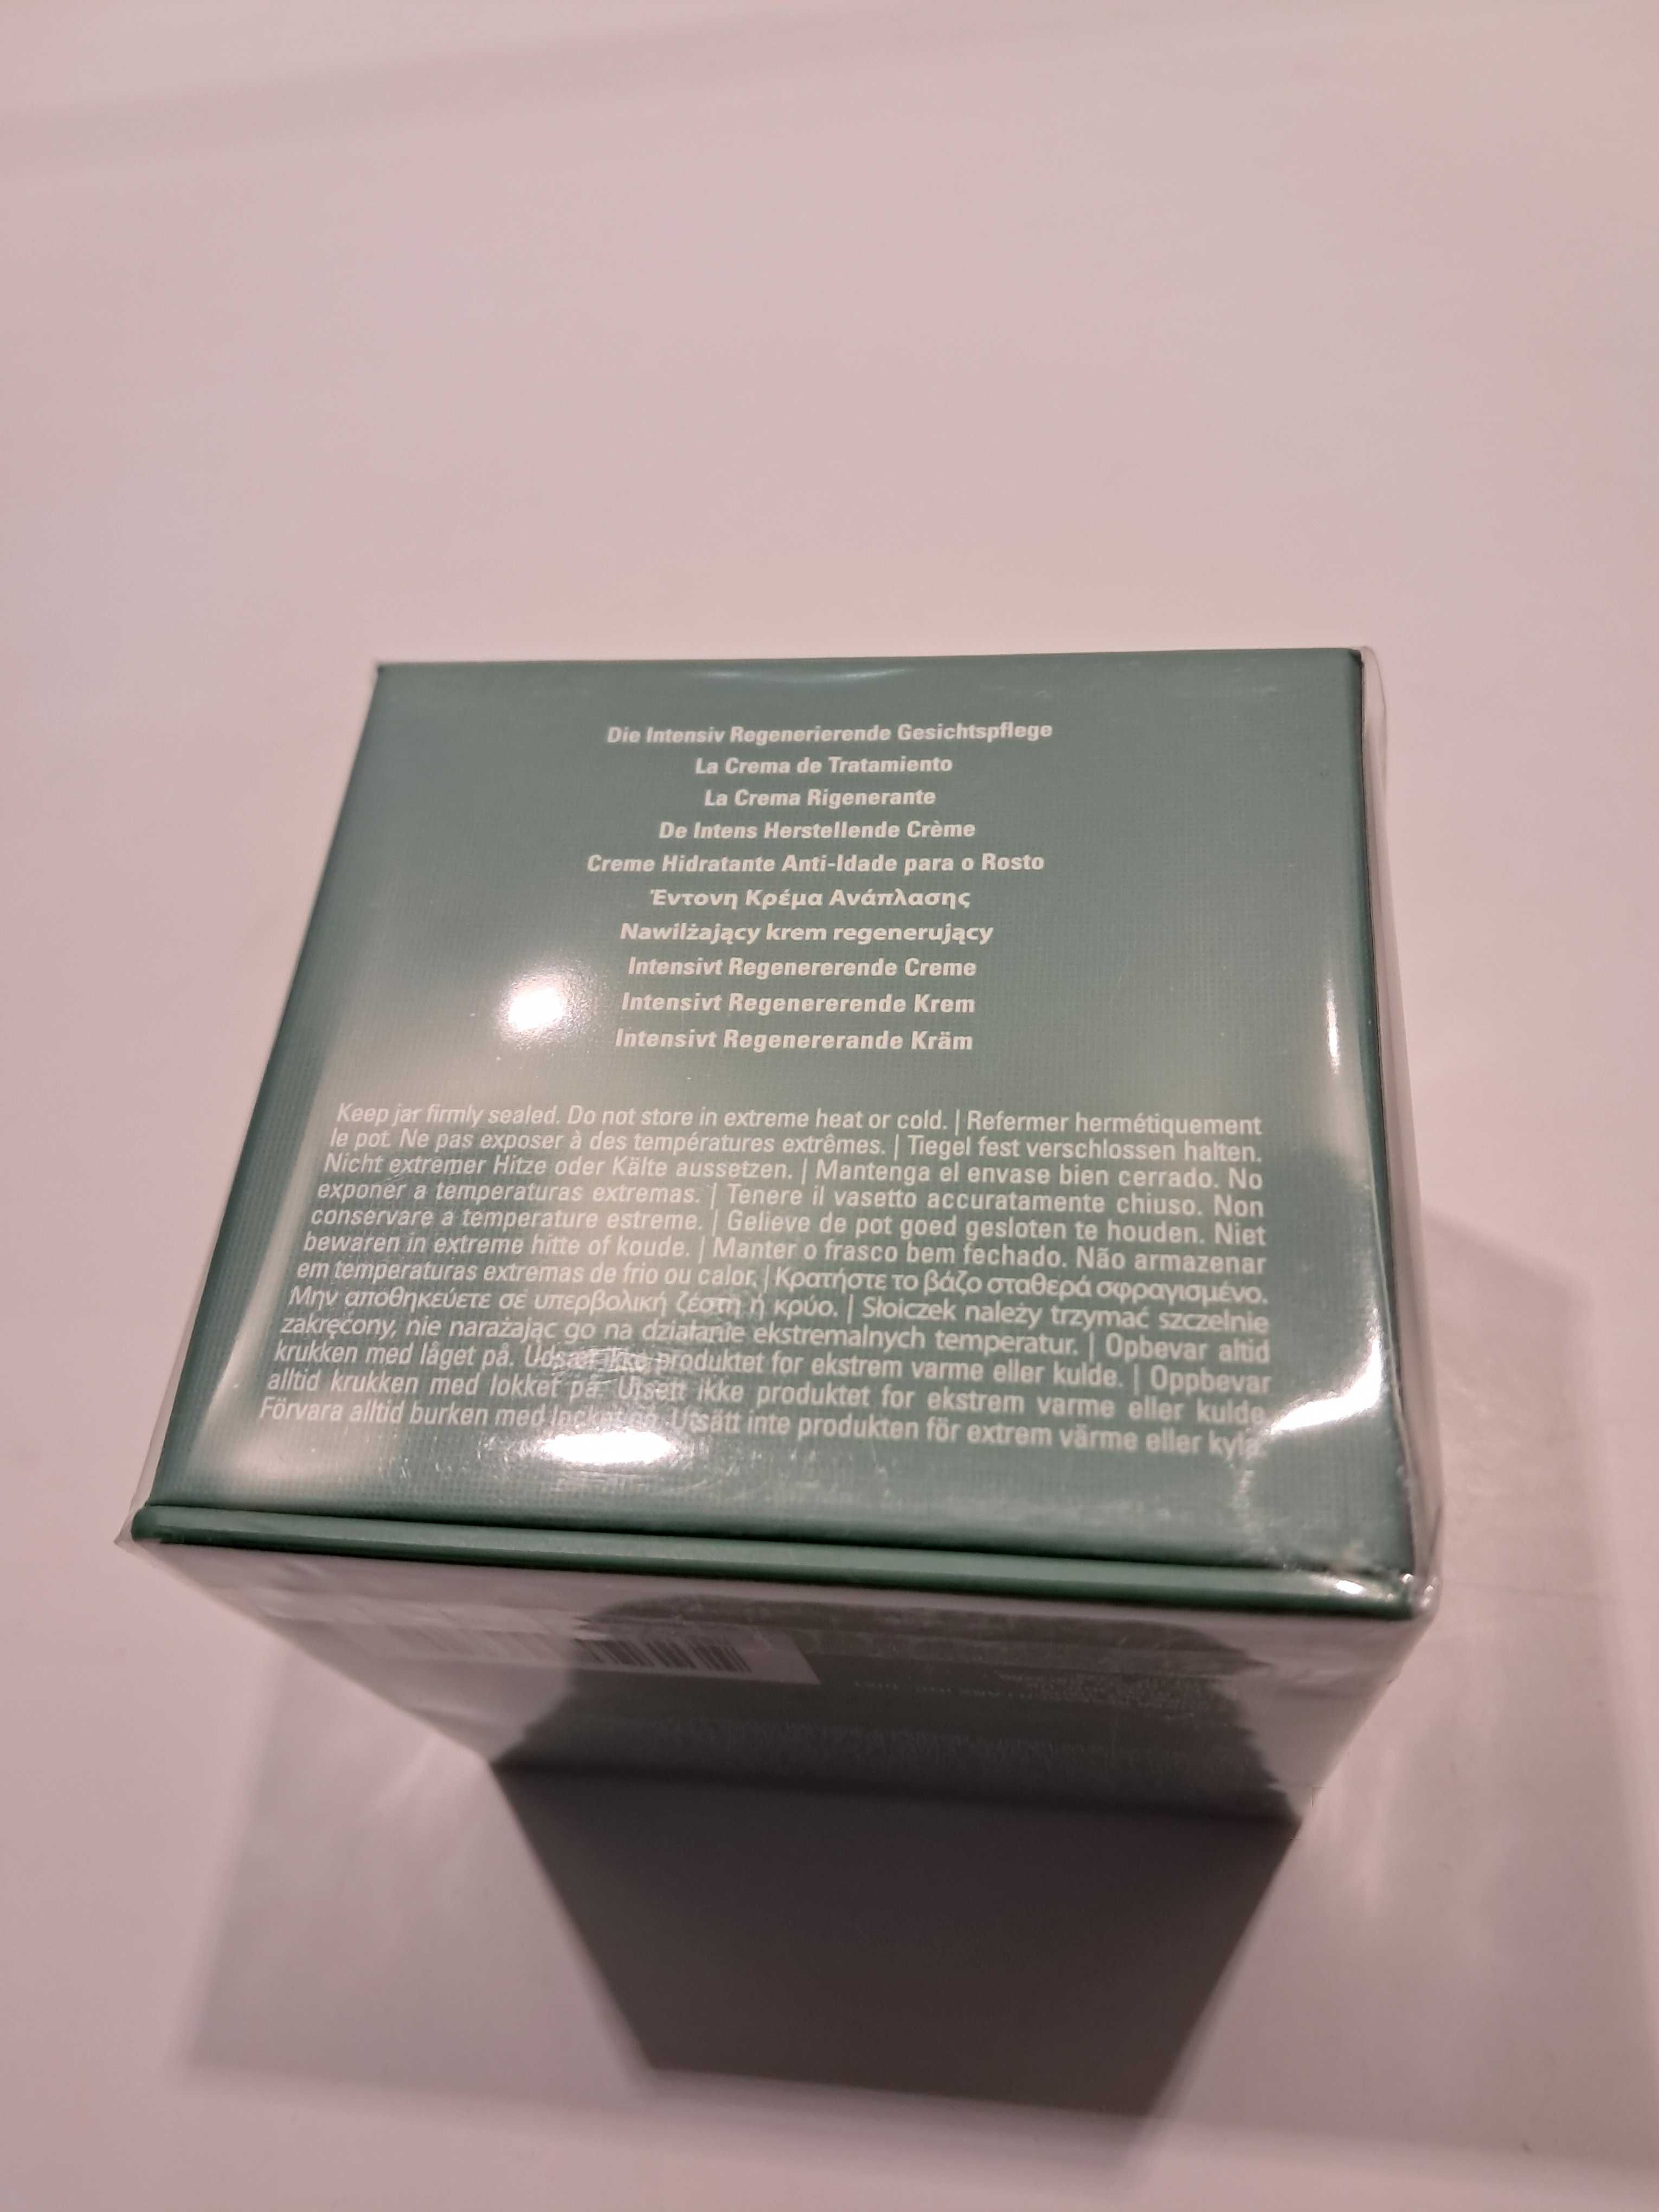 Die Intensiv Regenerierende Gesichtspflege
La Crema de Tratamiento
La Crema Rigenerante
De Intens Herstellende Crème
Creme Hidratante Anti-Idade para o Rosto
Έντονη Κρέμα Ανάπλασης
Nawilżający krem regenerujący
Intensivt Regenererende Creme
Intensivt Regenererende Krem
Intensivt Regenererande Kräm
Keep jar firmly sealed. Do not store in extreme heat or cold. | Refermer hermétiquement
le pot. Ne pas exposer à des températures extrêmes. | Tiegel fest verschlossen halten.
Nicht extremer Hitze oder Kälte aussetzen. | Mantenga el envase bien cerrado. No
exponer a temperaturas extremas. | Tenere il vasetto accuratamente chiuso. Non
conservare a temperature estreme. | Gelieve de pot goed gesloten te houden. Niet
bewaren in extreme hitte of koude. | Manter o frasco bem fechado. Não armazenar
em temperaturas extremas de frio ou calor. | Κρατήστε το βάζο σταθερά σφραγισμένο.
Μην αποθηκεύετε σε υπερβολική ζέστη ή κρύο. | Słoiczek należy trzymać szczelnie
zakręcony, nie narażając go na działanie ekstremalnych temperatur. | Opbevar altid
krukken med låget på. ikke produktet for ekstrem varme eller kulde. | Oppbevar
alltid krukken med lokket på. Utsett ikke produktet for ekstrem varme eller kulde.
Förvara alltid burken med Utsätt inte produkten för extrem värme eller kyla.